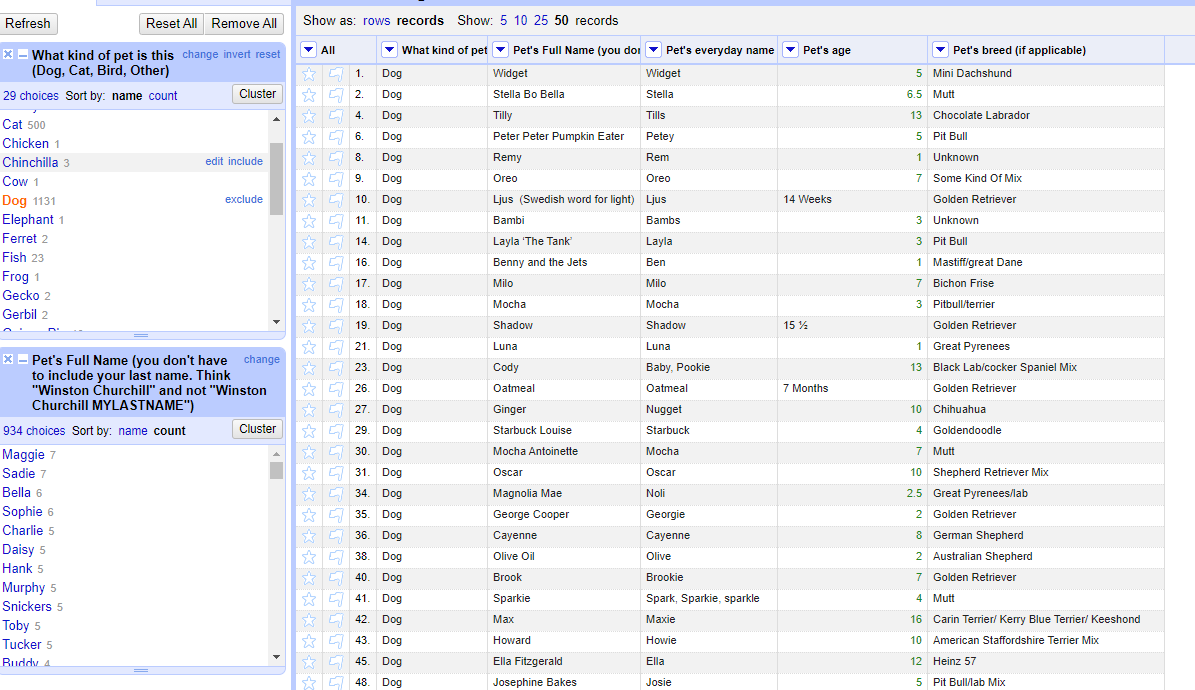 Refresh Reset All Remove All
What kind of pet is this (Dog, Cat, Bird, Other) change invert reset
29 choices Sort by: name count Cluster
Cat 500
Chicken 1
Chinchilla 3 edit include
Cow 1
Dog 1131 exclude
Elephant 1
Ferret 2
Fish 23
Frog 1
Gecko 2
Gerbil 2
Pet's Full Name (you don't have change
to include your last name. Think
"Winston Churchill" and not "Winston
Churchill MYLASTNAME")
934 choices Sort by: name count Cluster
Maggie 7
Sadie 7
Bella 6
Sophie 6
Charlie 5
Daisy 5
Hank 5
Murphy 5
Snickers 5
Toby 5
Tucker 5
Buddy 4
Show as: rows records Show: 5 10 25 50 records
All What kind of pet Pet's Full Name (you don Pet's everyday name Pet's age Pet's breed (if applicable)
1. Dog Widget Widget 5 Mini Dachshund
2. Dog Stella Bo Bella Stella 6.5 Mutt
4. Dog Tilly Tills 13 Chocolate Labrador
6. Dog Peter Peter Pumpkin Eater Petey 5 Pit Bull
8. Dog Remy Rem 1 Unknown
9. Dog Oreo Oreo 7 Some Kind Of Mix
10. Dog Ljus (Swedish word for light) Ljus 14 Weeks Golden Retriever
11. Dog Bambi Bambs 3 Unknown
14. Dog Layla ‘The Tank’ Layla 3 Pit Bull
16. Dog Benny and the Jets Ben 1 Mastiff/great Dane
17. Dog Milo Milo 7 Bichon Frise
18. Dog Mocha Mocha 3 Pitbull/terrier
19. Dog Shadow Shadow 15 ½ Golden Retriever
21. Dog Luna Luna 1 Great Pyrenees
23. Dog Cody Baby, Pookie 13 Black Lab/cocker Spaniel Mix
26. Dog Oatmeal Oatmeal 7 Months Golden Retriever
27. Dog Ginger Nugget 10 Chihuahua
29. Dog Starbuck Louise Starbuck 4 Goldendoodle
30. Dog Mocha Antoinette Mocha 7 Mutt
31. Dog Oscar Oscar 10 Shepherd Retriever Mix
34. Dog Magnolia Mae Noli 2.5 Great Pyrenees/lab
35. Dog George Cooper Georgie 2 Golden Retriever
36. Dog Cayenne Cayenne 8 German Shepherd
38. Dog Olive Oil Olive 2 Australian Shepherd
40. Dog Brook Brookie 7 Golden Retriever
41. Dog Sparkie Spark, Sparkie, sparkle 4 Mutt
42. Dog Max Maxie 16 Carin Terrier/ Kerry Blue Terrier/ Keeshond
43. Dog Howard Howie 10 American Staffordshire Terrier Mix
45. Dog Ella Fitzgerald Ella 12 Heinz 57
48. Dog Josephine Bakes Josie 5 Pit Bull/lab Mix